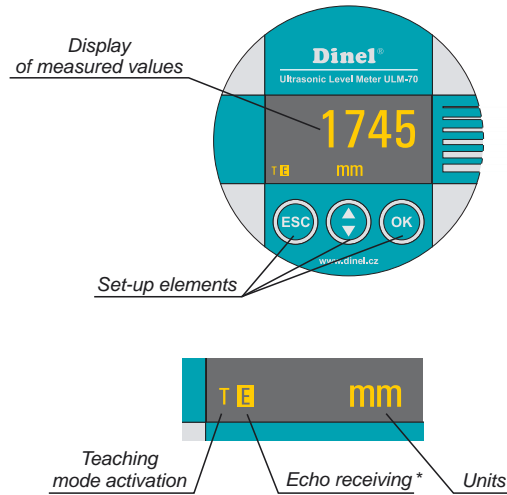 Display
of measured values
Dinel®
Ultrasonic Level Meter ULM-70
1745
T E mm
ESC OK
www.dinel.cz
Set-up elements
T E mm
Teaching
mode activation
Echo receiving *
Units